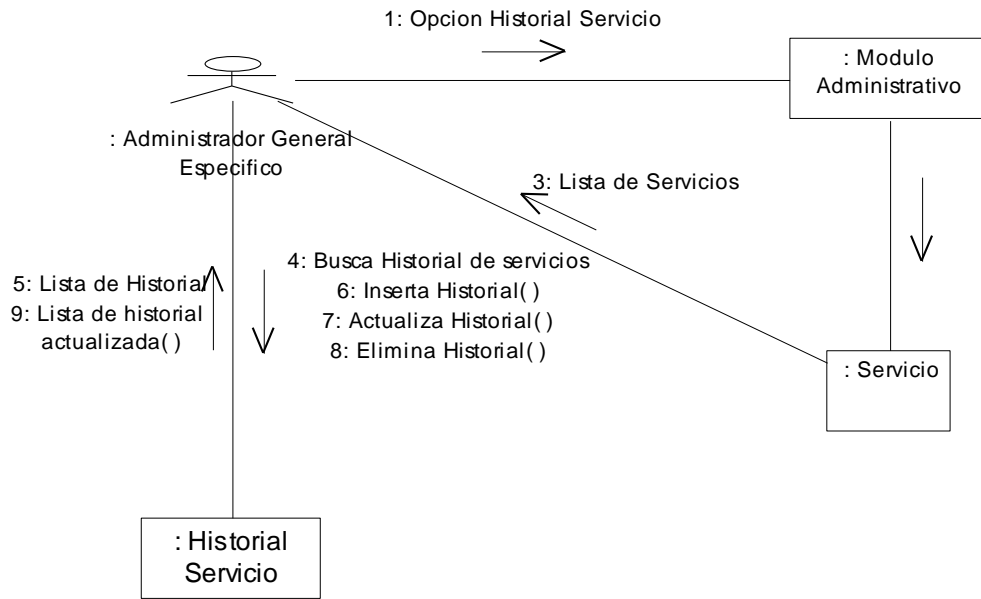 1: Opcion Historial Servicio
: Modulo
Administrativo
: Administrador General
Especifico
3: Lista de Servicios
4: Busca Historial de servicios
6: Inserta Historial( )
7: Actualiza Historial( )
8: Elimina Historial( )
5: Lista de Historial
9: Lista de historial
actualizada( )
: Servicio
: Historial
Servicio